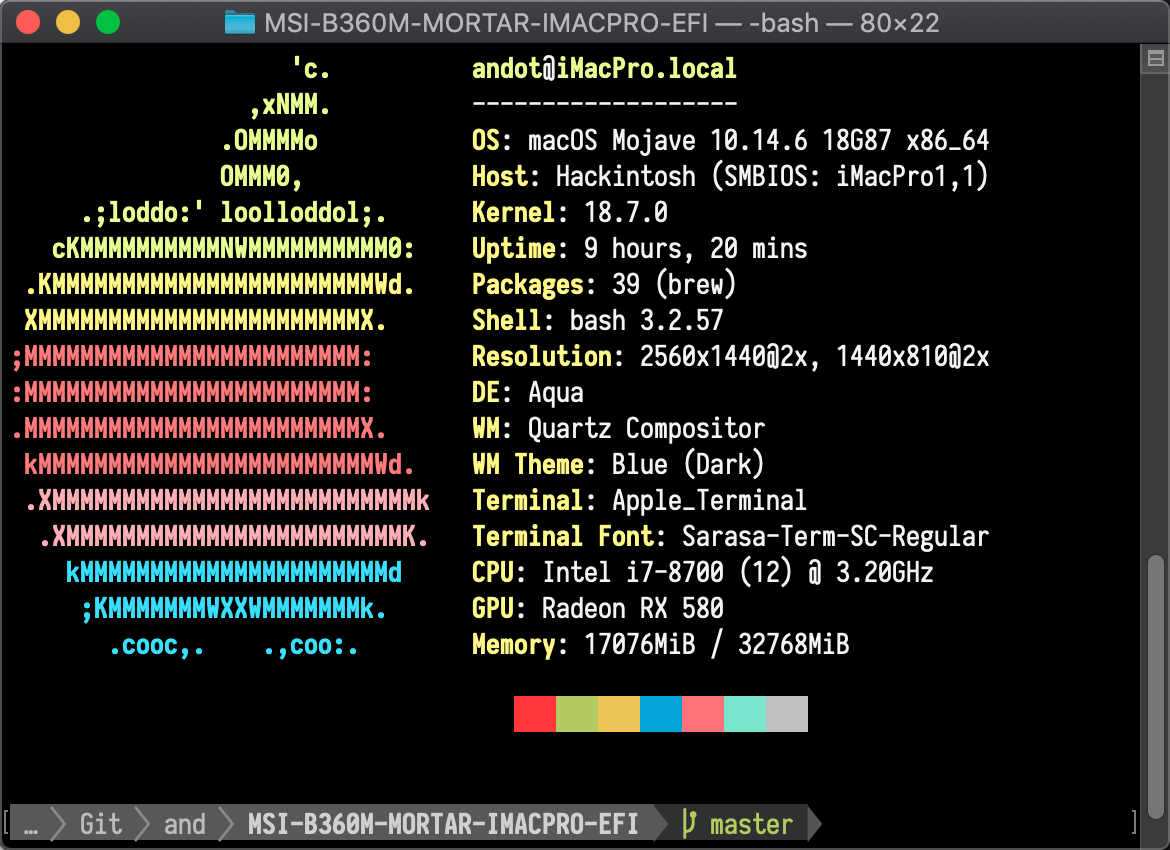 MSI-B360M-MORTAR-IMACPRO-EFI — -bash — 80×22
                    'c.          andot@iMacPro.local
                 ,xNMM.          -------------------
               .OMMMMo           OS: macOS Mojave 10.14.6 18G87 x86_64
               OMMM0,            Host: Hackintosh (SMBIOS: iMacPro1,1)
     .;loddo:' loolloddol;.      Kernel: 18.7.0
   cKMMMMMMMMMMNWMMMMMMMMMM0:    Uptime: 9 hours, 20 mins
 .KMMMMMMMMMMMMMMMMMMMMMMMWd.    Packages: 39 (brew)
 XMMMMMMMMMMMMMMMMMMMMMMMX.      Shell: bash 3.2.57
;MMMMMMMMMMMMMMMMMMMMMMMM:       Resolution: 2560x1440@2x, 1440x810@2x
:MMMMMMMMMMMMMMMMMMMMMMMM:       DE: Aqua
.MMMMMMMMMMMMMMMMMMMMMMMMX.      WM: Quartz Compositor
 kMMMMMMMMMMMMMMMMMMMMMMMMWd.    WM Theme: Blue (Dark)
 .XMMMMMMMMMMMMMMMMMMMMMMMMMMk   Terminal: Apple_Terminal
  .XMMMMMMMMMMMMMMMMMMMMMMMMK.   Terminal Font: Sarasa-Term-SC-Regular
    kMMMMMMMMMMMMMMMMMMMMMMd     CPU: Intel i7-8700 (12) @ 3.20GHz
     ;KMMMMMMMWXXWMMMMMMMk.      GPU: Radeon RX 580
       .cooc,.    .,coo:.        Memory: 17076MiB / 32768MiB
[ … Git and MSI-B360M-MORTAR-IMACPRO-EFI master ]